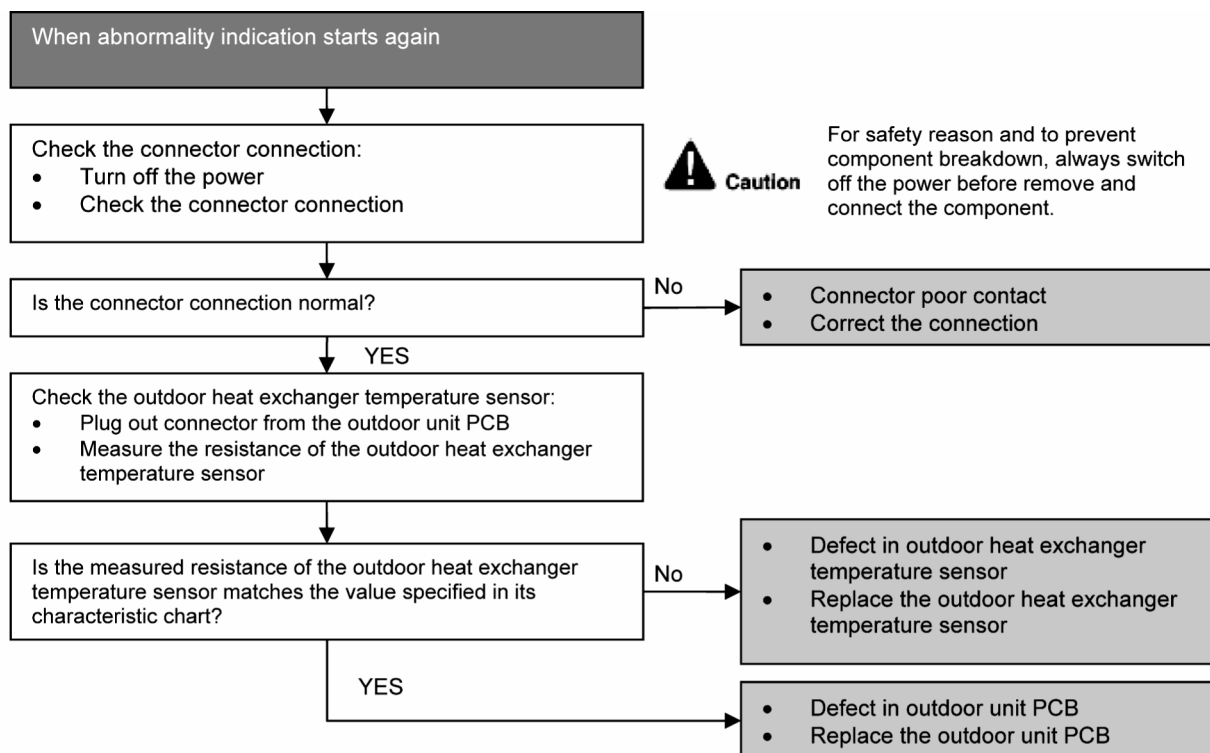 When abnormality indication starts again
Check the connector connection:
• Turn off the power
• Check the connector connection
Caution
For safety reason and to prevent
component breakdown, always switch
off the power before remove and
connect the component.
Is the connector connection normal?
No
• Connector poor contact
• Correct the connection
YES
Check the outdoor heat exchanger temperature sensor:
• Plug out connector from the outdoor unit PCB
• Measure the resistance of the outdoor heat exchanger
temperature sensor
Is the measured resistance of the outdoor heat exchanger
temperature sensor matches the value specified in its
characteristic chart?
No
• Defect in outdoor heat exchanger
temperature sensor
• Replace the outdoor heat exchanger
temperature sensor
YES
• Defect in outdoor unit PCB
• Replace the outdoor unit PCB